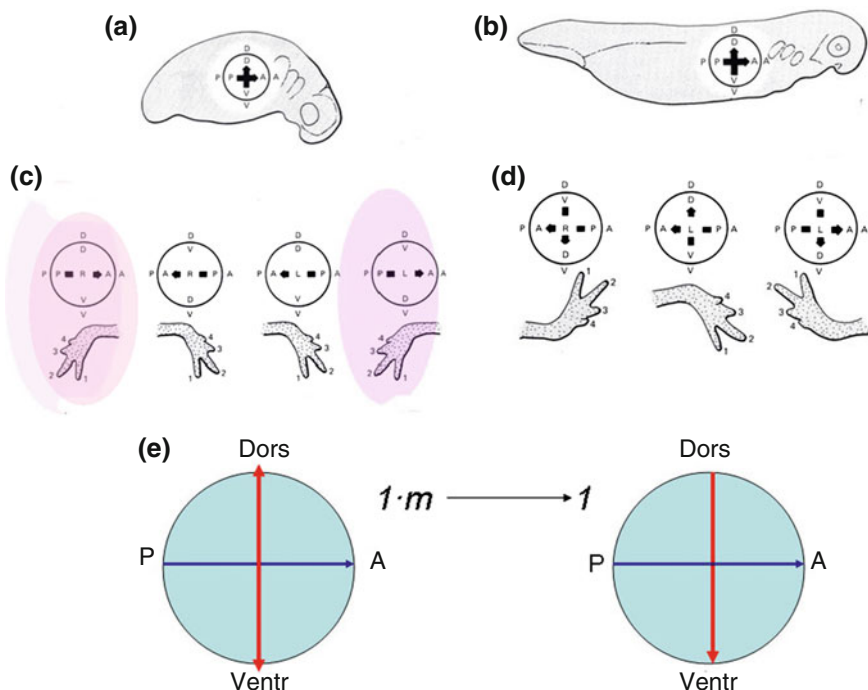 (a)
D
D
P P A A
V
V
(b)
D
D
P P A A
V
V
(c)
D
D
P P R A A
V
V
4
3
2
1
D
V
P A R P A
D
V
4
3
2
1
D
V
P A L P A
D
V
4
3
2
1
D
D
P P L A A
V
V
4
3
2
1
(d)
D
V
P A R P A
D
V
1
2
3
4
D
D
P A L P A
V
V
4
3
2
1
D
V
P P L A A
D
V
1
2
3
4
(e)
Dors
P A
Ventr
1·m 1
Dors
P A
Ventr